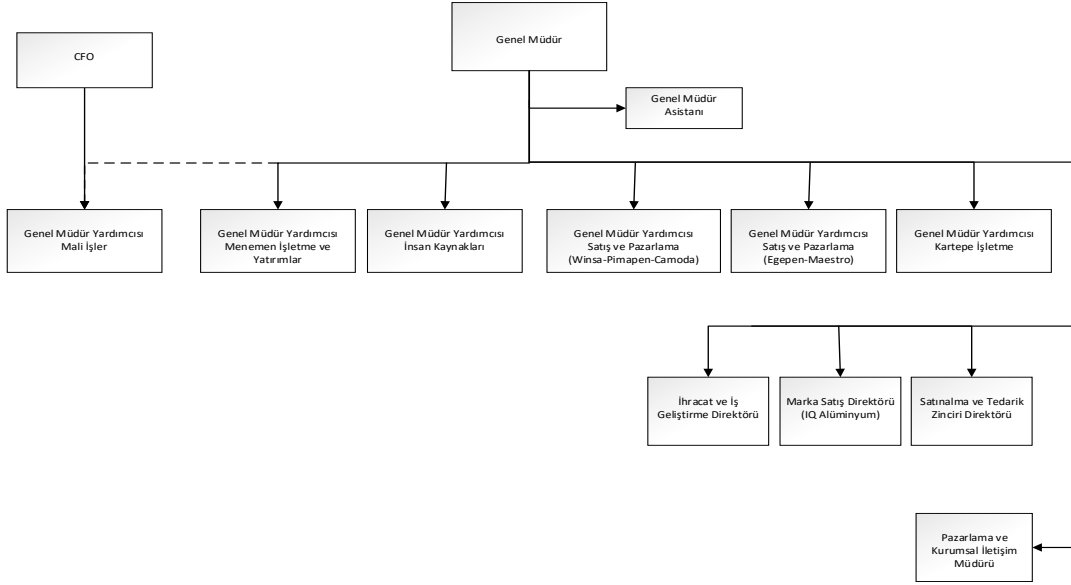 CFO
Genel Müdür
Genel Müdür
Asistanı
Genel Müdür Yardımcısı
Mali İşler
Genel Müdür Yardımcısı
Menemen İşletme ve
Yatırımlar
Genel Müdür Yardımcısı
İnsan Kaynakları
Genel Müdür Yardımcısı
Satış ve Pazarlama
(Winsa-Pimapen-Camoda)
Genel Müdür Yardımcısı
Satış ve Pazarlama
(Egepen-Maestro)
Genel Müdür Yardımcısı
Kartepe İşletme
İhracat ve İş
Geliştirme Direktörü
Marka Satış Direktörü
(IQ Alüminyum)
Satınalma ve Tedarik
Zinciri Direktörü
Pazarlama ve
Kurumsal İletişim
Müdürü